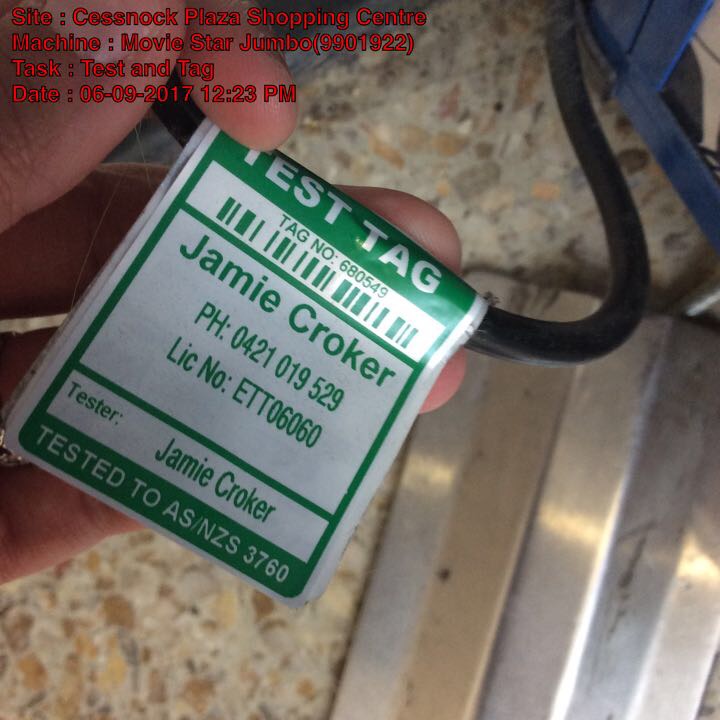 Site : Cessnock Plaza Shopping Centre
Machine : Movie Star Jumbo(9901922)
Task : Test and Tag
Date : 06-09-2017 12:23 PM
TEST TAG
TAG NO: 680549
Jamie Croker
PH: 0421 019 529
Lic No: ETT06060
Tester:
Jamie Croker
TESTED TO AS/NZS 3760